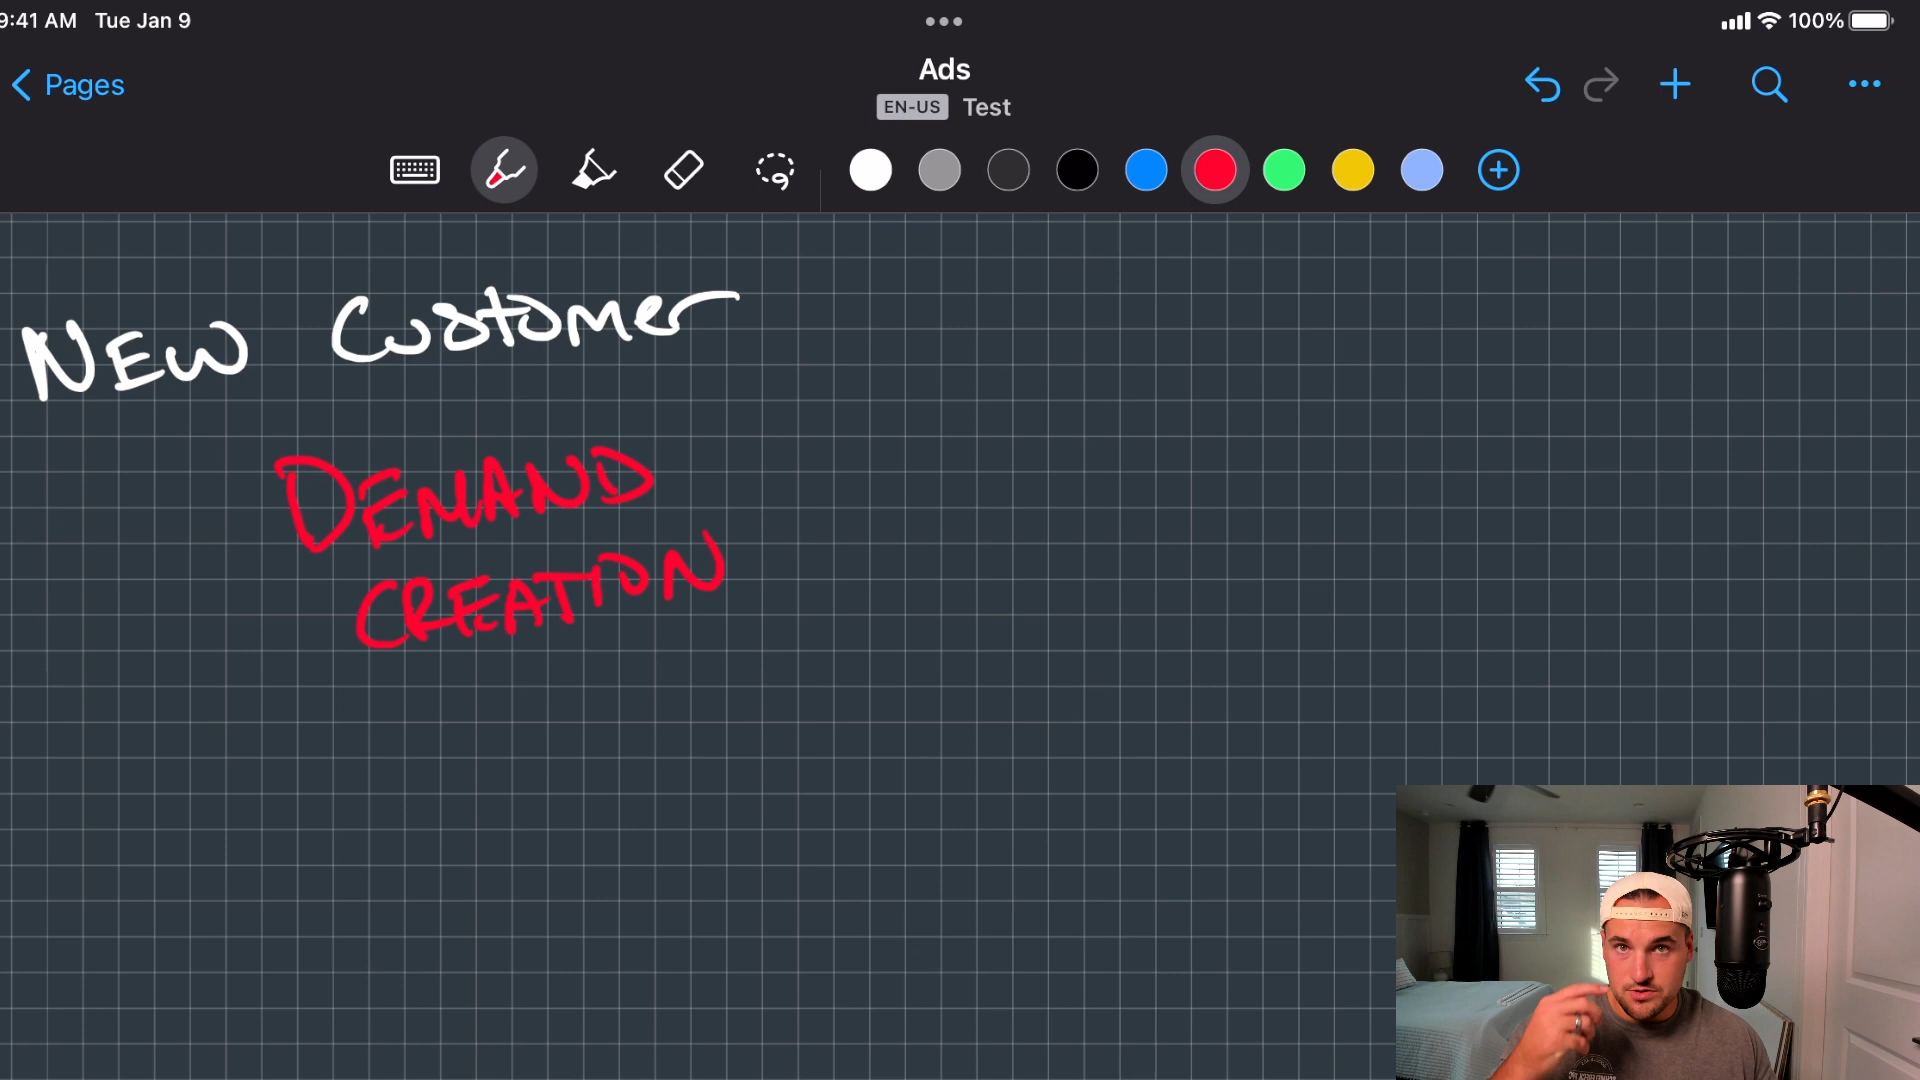 9:41 AM Tue Jan 9
100%
Pages
Ads
EN-US Test
NEW Customer
DEMAND
CREATION